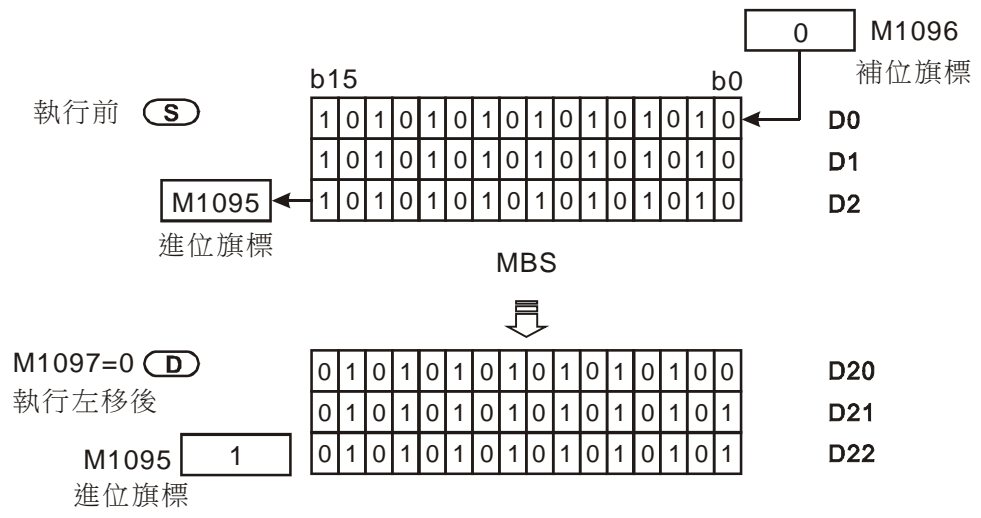 0 M1096
補位旗標
b15 b0
執行前 S
1 0 1 0 1 0 1 0 1 0 1 0 1 0 1 0 D0
1 0 1 0 1 0 1 0 1 0 1 0 1 0 1 0 D1
M1095 1 0 1 0 1 0 1 0 1 0 1 0 1 0 1 0 D2
進位旗標
MBS
M1097=0 D
執行左移後
0 1 0 1 0 1 0 1 0 1 0 1 0 1 0 0 D20
0 1 0 1 0 1 0 1 0 1 0 1 0 1 0 1 D21
M1095 1 0 1 0 1 0 1 0 1 0 1 0 1 0 1 0 1 D22
進位旗標